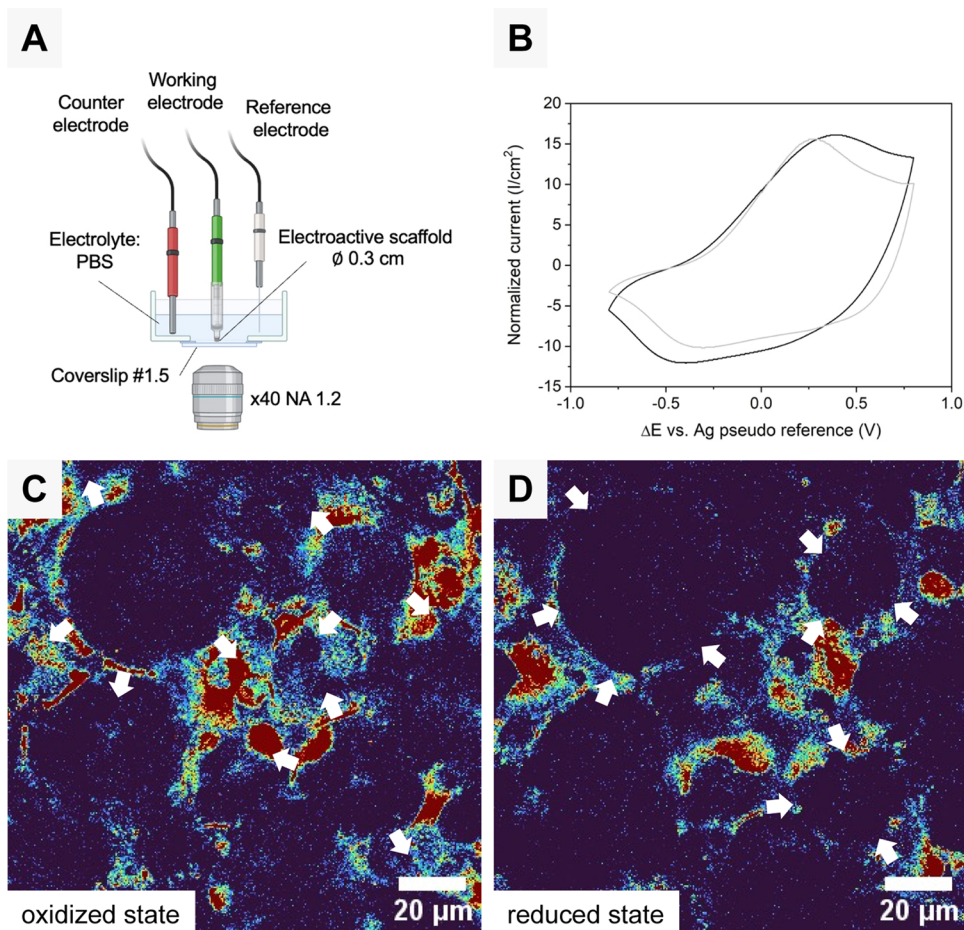 A
Working
electrode
Counter
electrode
Reference
electrode
Electrolyte:
PBS
Electroactive scaffold
Ø 0.3 cm
Coverslip #1.5
x40 NA 1.2
B
20
15
10
5
0
-5
-10
-15
-1.0
-0.5
0.0
0.5
1.0
Normalized current (I/cm²)
ΔE vs. Ag pseudo reference (V)
C
oxidized state
20 µm
D
reduced state
20 µm